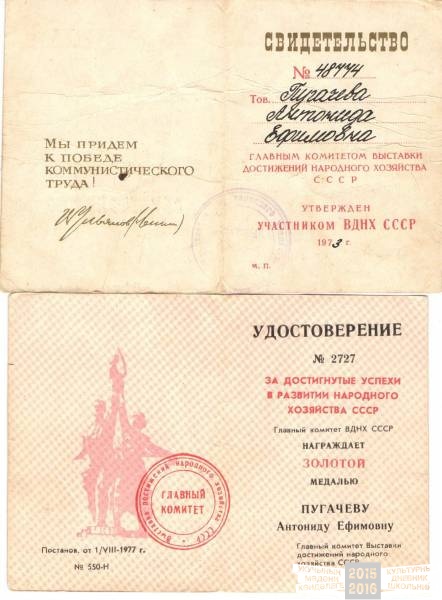 Мы придем
к победе
коммунистического
труда!
СВИДЕТЕЛЬСТВО
№ 48774
Тов. Пугачева
Антонида
Ефимовна
ГЛАВНЫМ КОМИТЕТОМ ВЫСТАВКИ
ДОСТИЖЕНИЙ НАРОДНОГО ХОЗЯЙСТВА
СССР
УТВЕРЖДЕН
УЧАСТНИКОМ ВДНХ СССР
1973 г.
М. П.
Выставка достижений народного хозяйства СССР
ГЛАВНЫЙ
КОМИТЕТ
Постанов. от 1/VIII-1977 г.
№ 550-Н
УДОСТОВЕРЕНИЕ
№ 2727
ЗА ДОСТИГНУТЫЕ УСПЕХИ
В РАЗВИТИИ НАРОДНОГО
ХОЗЯЙСТВА СССР
Главный комитет ВДНХ СССР
НАГРАЖДАЕТ
ЗОЛОТОЙ
МЕДАЛЬЮ
ПУГАЧЕВУ
Антониду Ефимовну
Главный комитет Выставки
достижений народного
хозяйства СССР
2015
2016